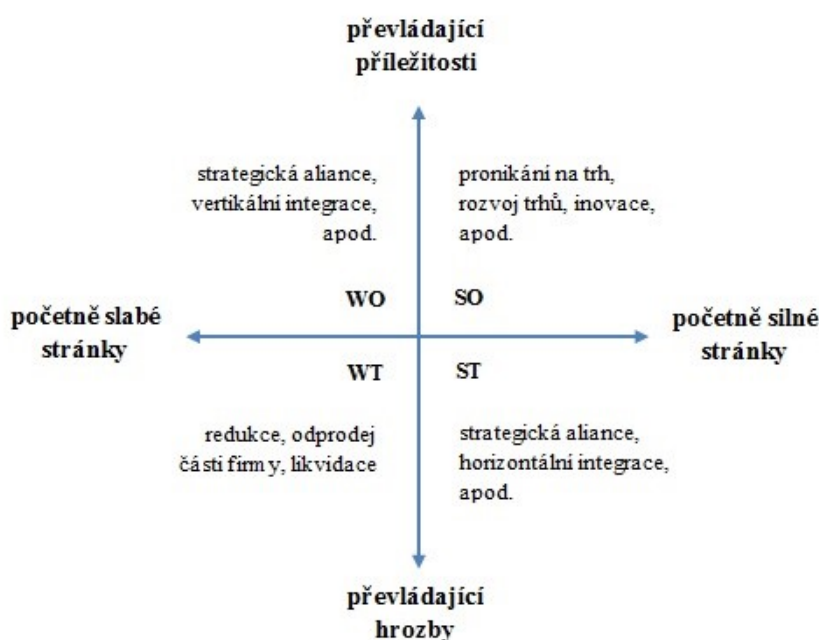 převládající
příležitosti
strategická aliance,
vertikální integrace,
apod.
pronikání na trh,
rozvoj trhů, inovace,
apod.
WO
SO
početně slabé
stránky
početně silné
stránky
WT
ST
redukce, odprodej
části firmy, likvidace
strategická aliance,
horizontální integrace,
apod.
převládající
hrozby